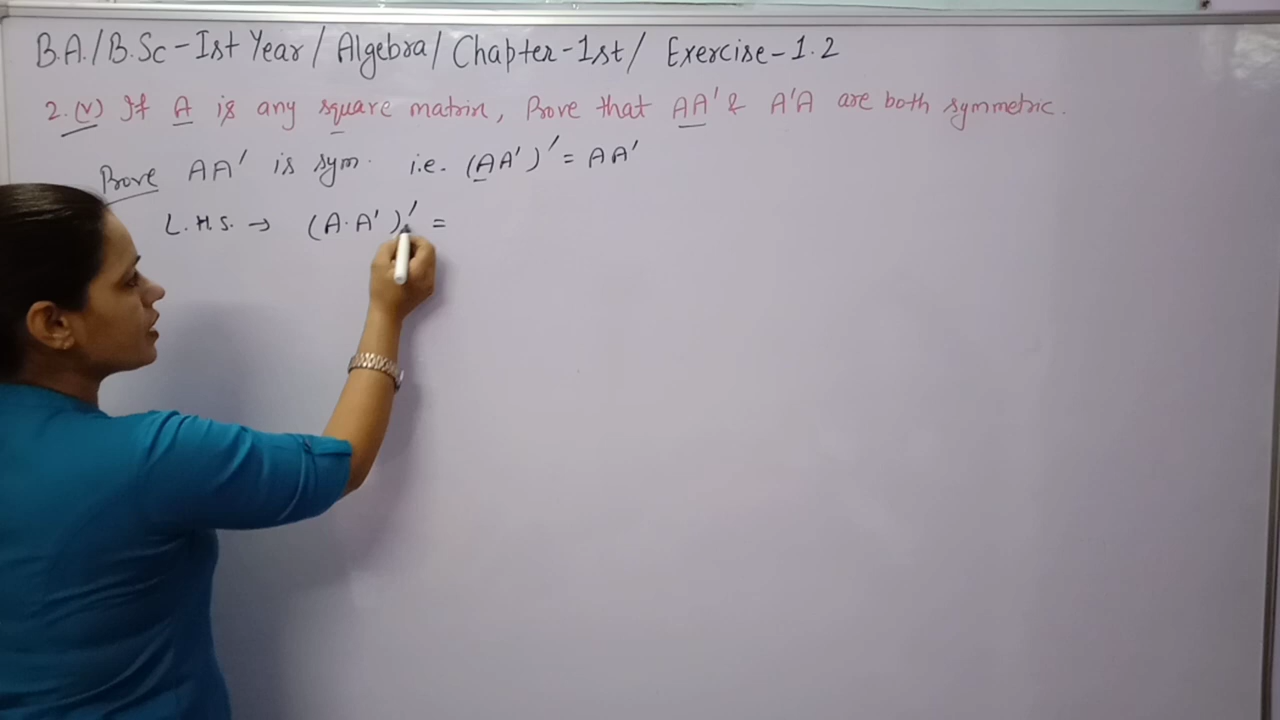 B.A./B.Sc - Ist Year / Algebra / Chapter-1st / Exercise-1.2
2.(v) If A is any square matrix, Prove that AA' & A'A are both symmetric.
Prove AA' is sym. i.e. (AA')' = AA'
L.H.S. → (A.A')' =